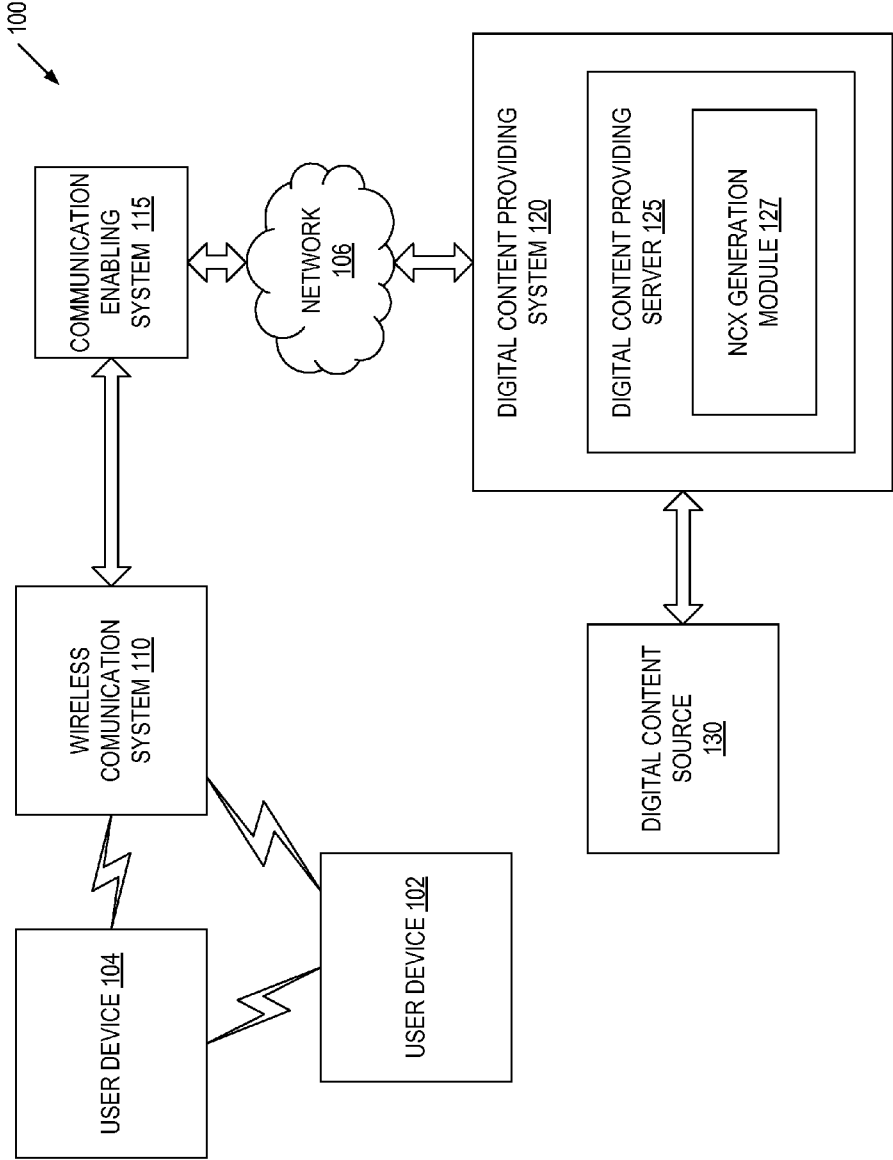 100
USER DEVICE 104
USER DEVICE 102
WIRELESS
COMUNICATION
SYSTEM 110
COMMUNICATION
ENABLING
SYSTEM 115
NETWORK
106
DIGITAL CONTENT PROVIDING
SYSTEM 120
DIGITAL CONTENT PROVIDING
SERVER 125
NCX GENERATION
MODULE 127
DIGITAL CONTENT
SOURCE
130